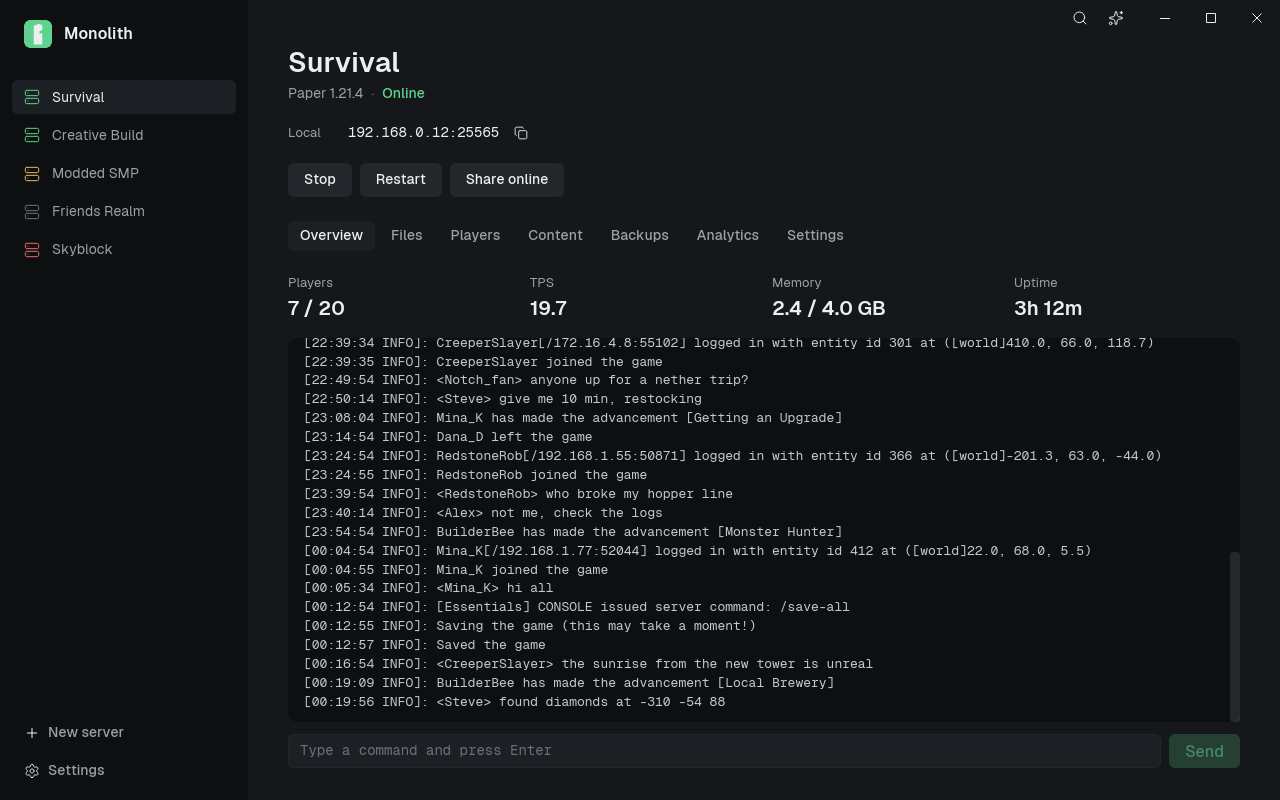 Monolith
Survival
Creative Build
Modded SMP
Friends Realm
Skyblock
New server
Settings
Survival
Paper 1.21.4 · Online
Local 192.168.0.12:25565
Stop Restart Share online
Overview Files Players Content Backups Analytics Settings
Players TPS Memory Uptime
7 / 20 19.7 2.4 / 4.0 GB 3h 12m
[22:39:34 INFO]: CreeperSlayer[/172.16.4.8:55102] logged in with entity id 301 at ([world]410.0, 66.0, 118.7)
[22:39:35 INFO]: CreeperSlayer joined the game
[22:49:54 INFO]: <Notch_fan> anyone up for a nether trip?
[22:50:14 INFO]: <Steve> give me 10 min, restocking
[23:08:04 INFO]: Mina_K has made the advancement [Getting an Upgrade]
[23:14:54 INFO]: Dana_D left the game
[23:24:54 INFO]: RedstoneRob[/192.168.1.55:50871] logged in with entity id 366 at ([world]-201.3, 63.0, -44.0)
[23:24:55 INFO]: RedstoneRob joined the game
[23:39:54 INFO]: <RedstoneRob> who broke my hopper line
[23:40:14 INFO]: <Alex> not me, check the logs
[23:54:54 INFO]: BuilderBee has made the advancement [Monster Hunter]
[00:04:54 INFO]: Mina_K[/192.168.1.77:52044] logged in with entity id 412 at ([world]22.0, 68.0, 5.5)
[00:04:55 INFO]: Mina_K joined the game
[00:05:34 INFO]: <Mina_K> hi all
[00:12:54 INFO]: [Essentials] CONSOLE issued server command: /save-all
[00:12:55 INFO]: Saving the game (this may take a moment!)
[00:12:57 INFO]: Saved the game
[00:16:54 INFO]: <CreeperSlayer> the sunrise from the new tower is unreal
[00:19:09 INFO]: BuilderBee has made the advancement [Local Brewery]
[00:19:56 INFO]: <Steve> found diamonds at -310 -54 88
Type a command and press Enter Send